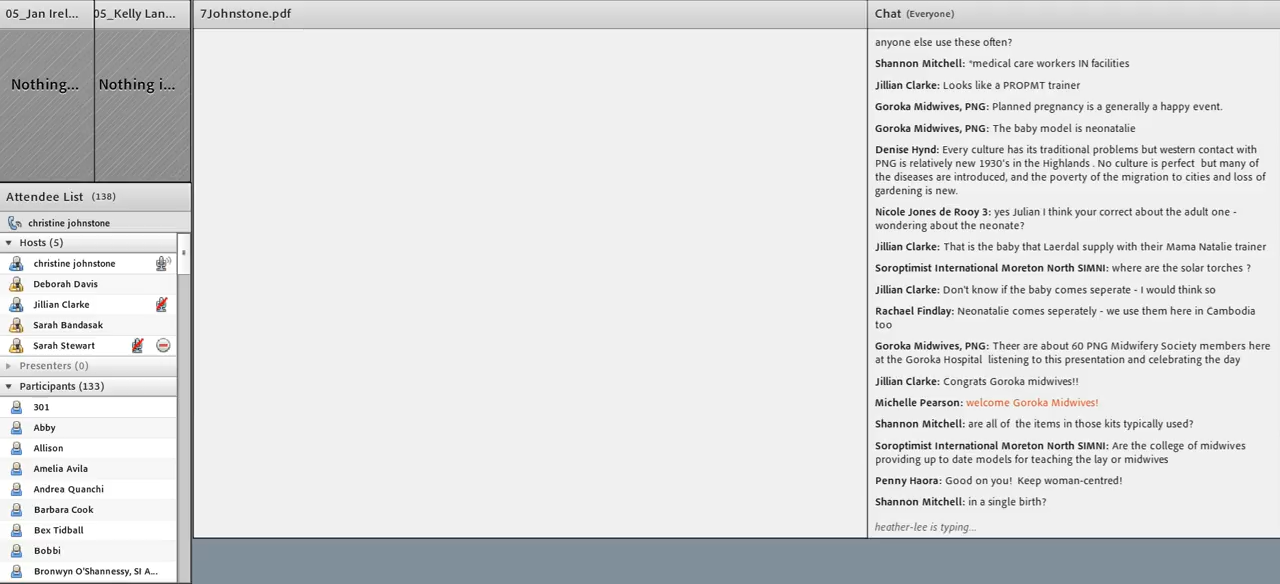 05_Jan Irel...
05_Kelly Lan...
7Johnstone.pdf
Chat (Everyone)
Nothing...
Nothing i...
Attendee List (138)
christine johnstone
Hosts (5)
christine johnstone
Deborah Davis
Jillian Clarke
Sarah Bandasak
Sarah Stewart
Presenters (0)
Participants (133)
301
Abby
Allison
Amelia Avila
Andrea Quanchi
Barbara Cook
Bex Tidball
Bobbi
Bronwyn O'Shannessy, SI A...
anyone else use these often?
Shannon Mitchell: *medical care workers IN facilities
Jillian Clarke: Looks like a PROPMT trainer
Goroka Midwives, PNG: Planned pregnancy is a generally a happy event.
Goroka Midwives, PNG: The baby model is neonatalie
Denise Hynd: Every culture has its traditional problems but western contact with
PNG is relatively new 1930's in the Highlands . No culture is perfect but many of
the diseases are introduced, and the poverty of the migration to cities and loss of
gardening is new.
Nicole Jones de Rooy 3: yes Julian I think your correct about the adult one -
wondering about the neonate?
Jillian Clarke: That is the baby that Laerdal supply with their Mama Natalie trainer
Soroptimist International Moreton North SIMNI: where are the solar torches ?
Jillian Clarke: Don't know if the baby comes seperate - I would think so
Rachael Findlay: Neonatalie comes seperately - we use them here in Cambodia
too
Goroka Midwives, PNG: Theer are about 60 PNG Midwifery Society members here
at the Goroka Hospital listening to this presentation and celebrating the day
Jillian Clarke: Congrats Goroka midwives!!
Michelle Pearson: welcome Goroka Midwives!
Shannon Mitchell: are all of the items in those kits typically used?
Soroptimist International Moreton North SIMNI: Are the college of midwives
providing up to date models for teaching the lay or midwives
Penny Haora: Good on you! Keep woman-centred!
Shannon Mitchell: in a single birth?
heather-lee is typing...